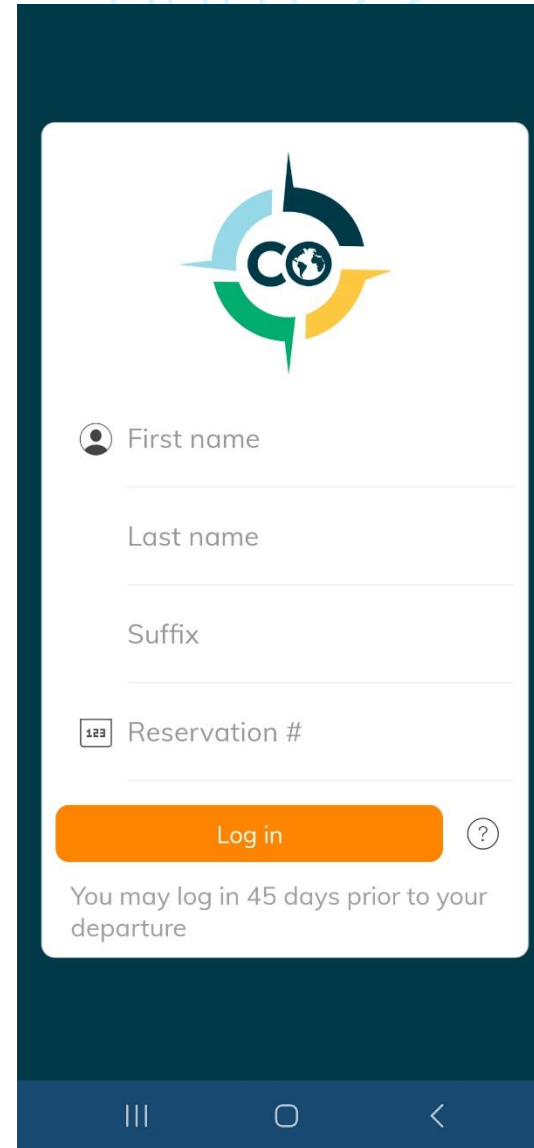 CO
First name
Last name
Suffix
123
Reservation #
Log in
?
You may log in 45 days prior to your
departure